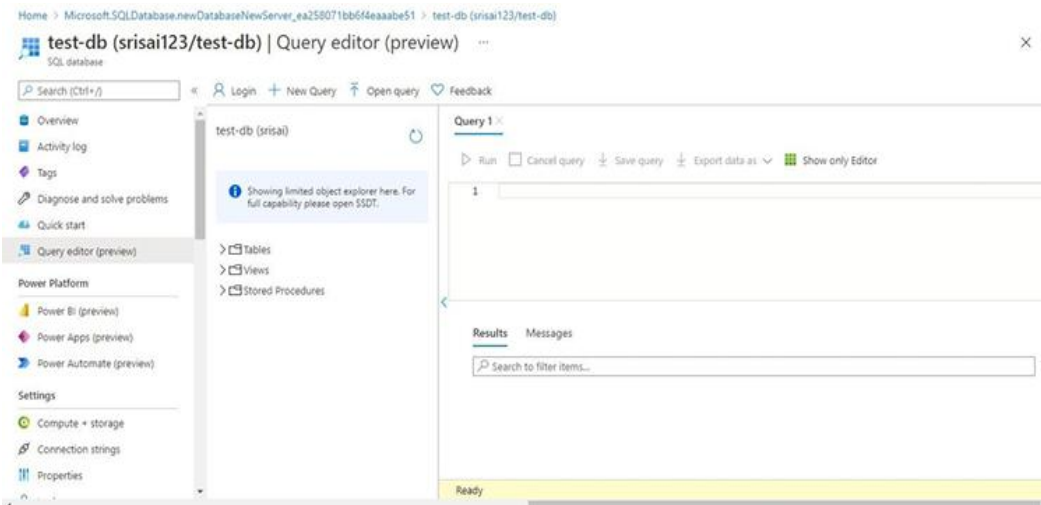 Home > Microsoft.SQLDatabase.newDatabaseNewServer_ea258071bb6f4eaaabe51 > test-db (srisai123/test-db)
test-db (srisai123/test-db) | Query editor (preview) ...
SQL database
Search (Ctrl+/)
Login
New Query
Open query
Feedback
Overview
Activity log
Tags
Diagnose and solve problems
Quick start
Query editor (preview)
Power Platform
Power BI (preview)
Power Apps (preview)
Power Automate (preview)
Settings
Compute + storage
Connection strings
Properties
test-db (srisai)
Showing limited object explorer here. For
full capability please open SSDT.
Tables
Views
Stored Procedures
Query 1
Run
Cancel query
Save query
Export data as
Show only Editor
1
Results
Messages
Search to filter items...
Ready